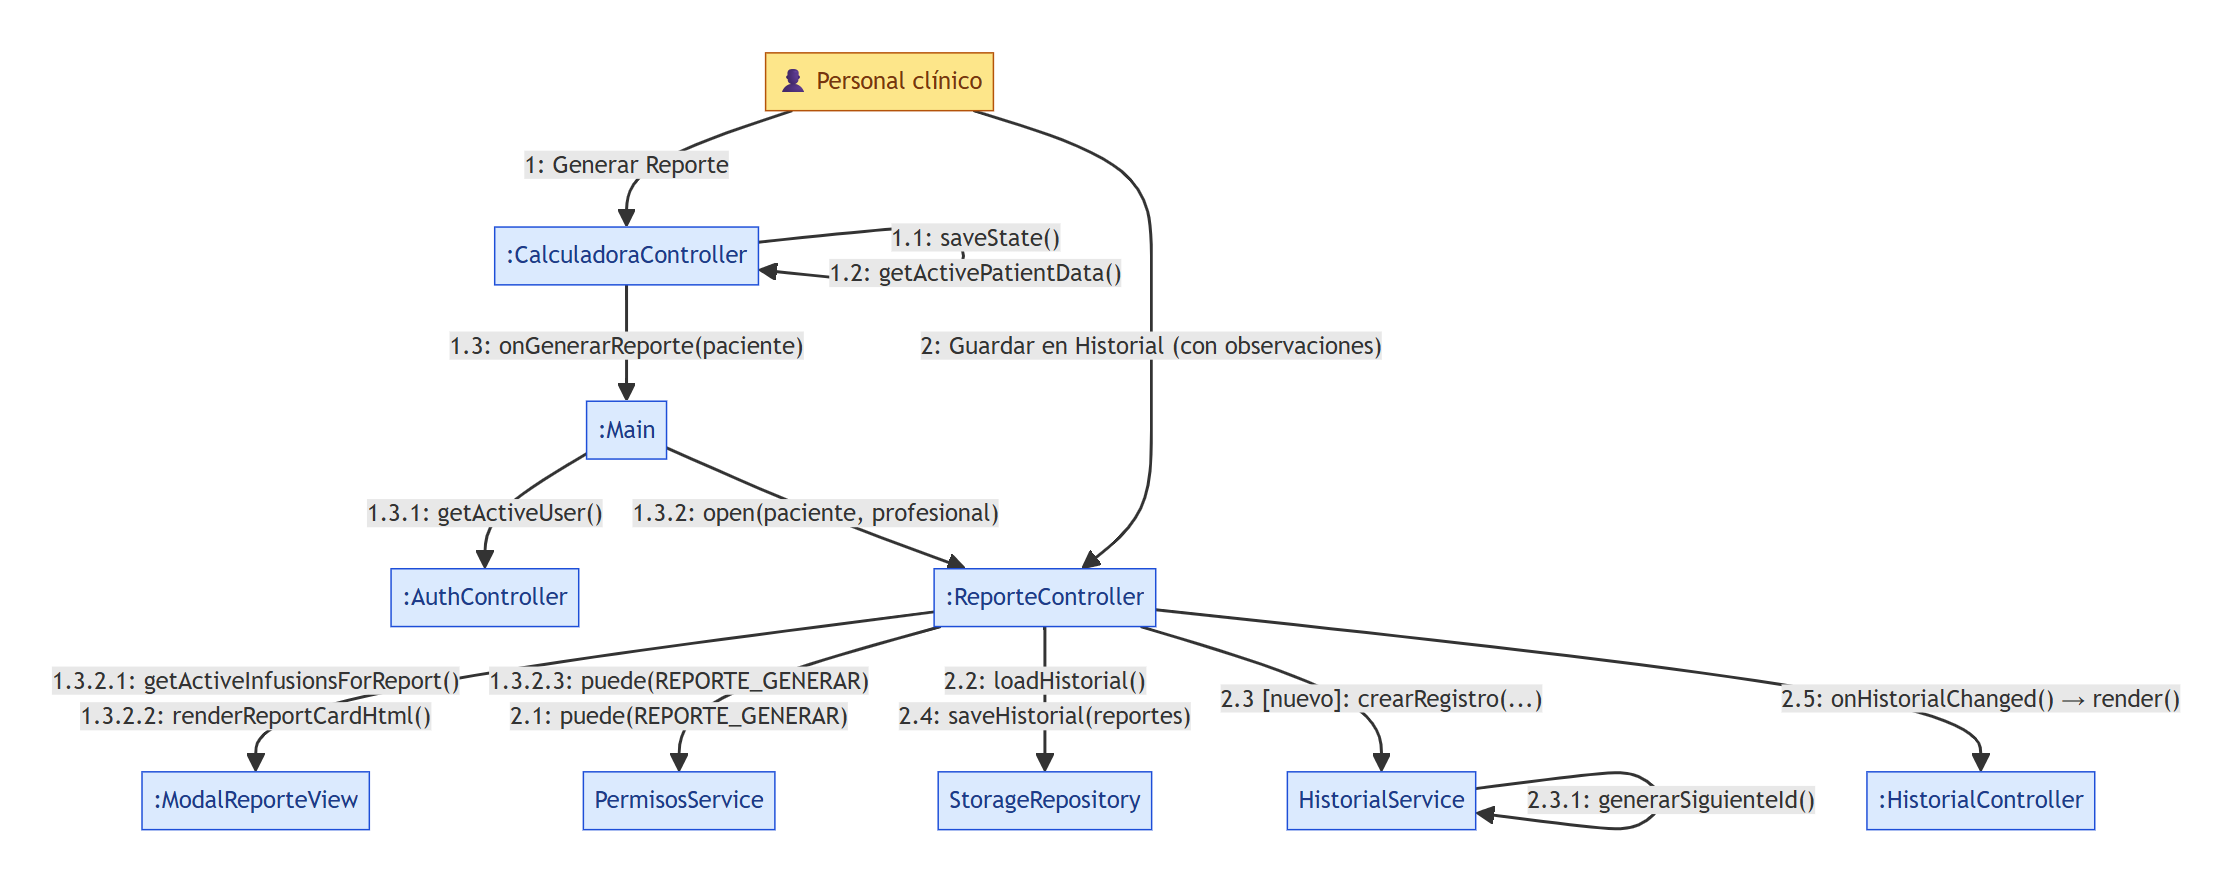 👤 Personal clínico
1: Generar Reporte
:CalculadoraController
1.1: saveState()
1.2: getActivePatientData()
1.3: onGenerarReporte(paciente)
2: Guardar en Historial (con observaciones)
:Main
1.3.1: getActiveUser()
1.3.2: open(paciente, profesional)
:AuthController
:ReporteController
1.3.2.1: getActiveInfusionsForReport()
1.3.2.2: renderReportCardHtml()
1.3.2.3: puede(REPORTE_GENERAR)
2.1: puede(REPORTE_GENERAR)
2.2: loadHistorial()
2.4: saveHistorial(reportes)
2.3 [nuevo]: crearRegistro(...)
2.5: onHistorialChanged() → render()
:ModalReporteView
PermisosService
StorageRepository
HistorialService
2.3.1: generarSiguienteId()
:HistorialController